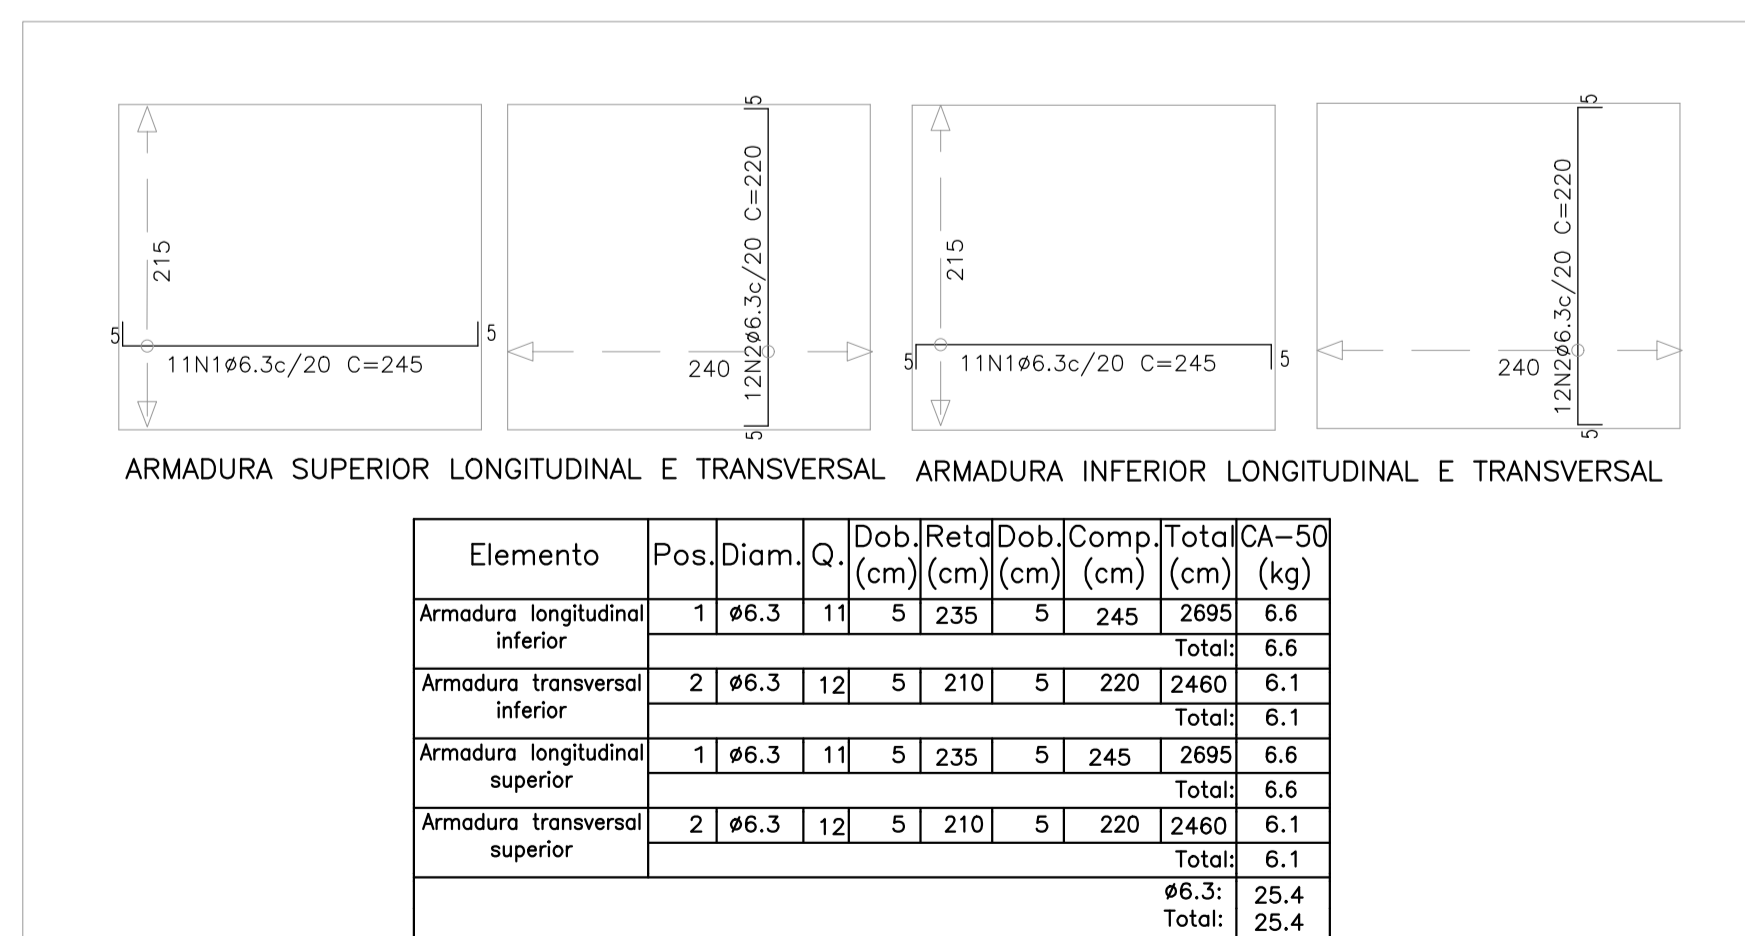 5
5
215
11N1ø6.3c/20 C=245
5
5
240
12N2ø6.3c/20 C=220
5
5
215
11N1ø6.3c/20 C=245
5
5
240
12N2ø6.3c/20 C=220
ARMADURA SUPERIOR LONGITUDINAL E TRANSVERSAL
ARMADURA INFERIOR LONGITUDINAL E TRANSVERSAL
Elemento Pos. Diam. Q. Dob. (cm) Reta (cm) Dob. (cm) Comp. (cm) Total (cm) CA-50 (kg)
Armadura longitudinal inferior 1 ø6.3 11 5 235 5 245 2695 6.6
Total: 6.6
Armadura transversal inferior 2 ø6.3 12 5 210 5 220 2460 6.1
Total: 6.1
Armadura longitudinal superior 1 ø6.3 11 5 235 5 245 2695 6.6
Total: 6.6
Armadura transversal superior 2 ø6.3 12 5 210 5 220 2460 6.1
Total: 6.1
ø6.3: 25.4
Total: 25.4